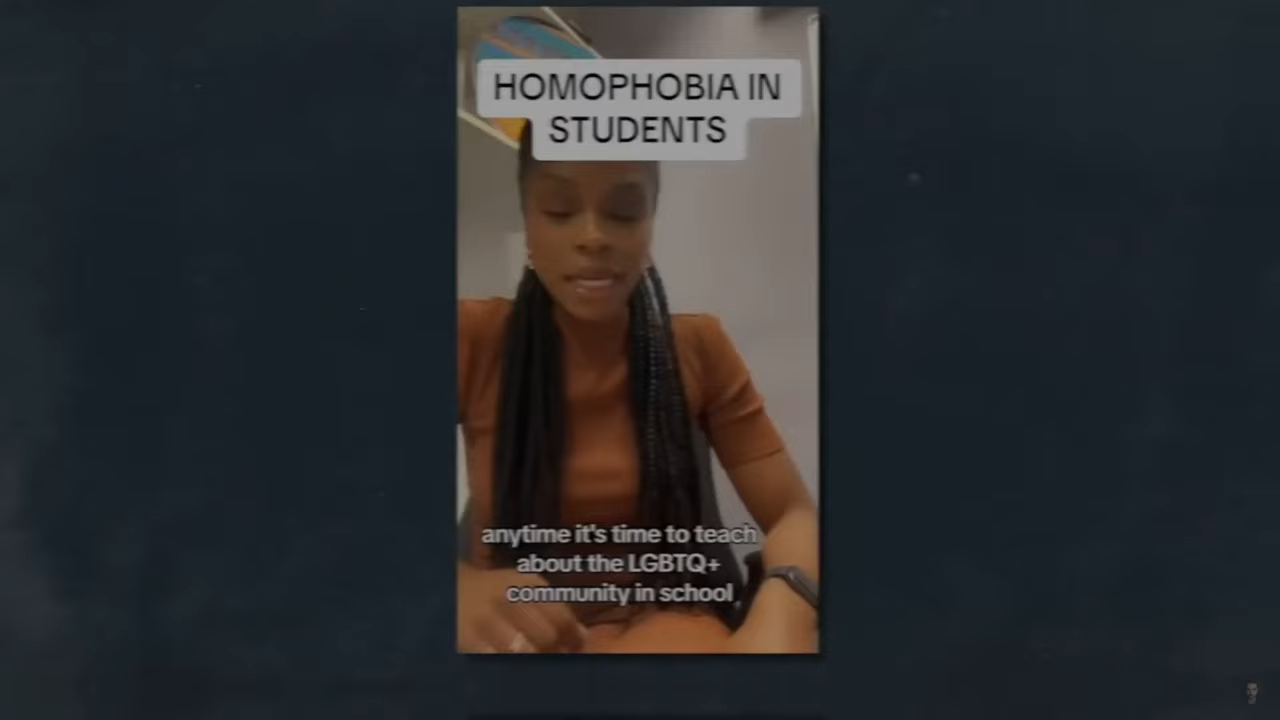 HOMOPHOBIA IN
STUDENTS
anytime it's time to teach
about the LGBTQ+
community in school